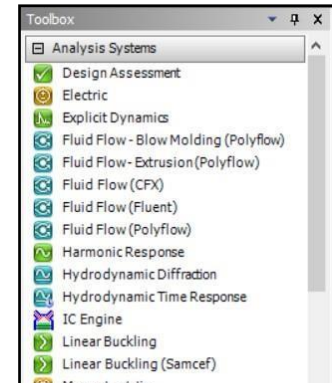 Toolbox
Analysis Systems
Design Assessment
Electric
Explicit Dynamics
Fluid Flow - Blow Molding (Polyflow)
Fluid Flow - Extrusion (Polyflow)
Fluid Flow (CFX)
Fluid Flow (Fluent)
Fluid Flow (Polyflow)
Harmonic Response
Hydrodynamic Diffraction
Hydrodynamic Time Response
IC Engine
Linear Buckling
Linear Buckling (Samcef)